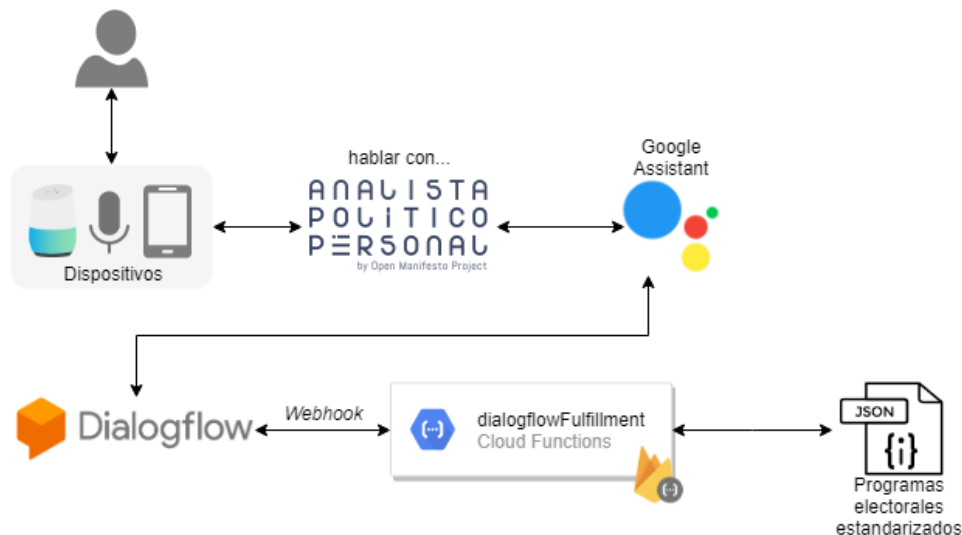 hablar con...
Google
Assistant
ANALISTA
POLÍTICO
PERSONAL
by Open Manifesto Project
Dispositivos
Dialogflow
Webhook
dialogflowFulfillment
Cloud Functions
JSON
{i}
Programas
electorales
estandarizados